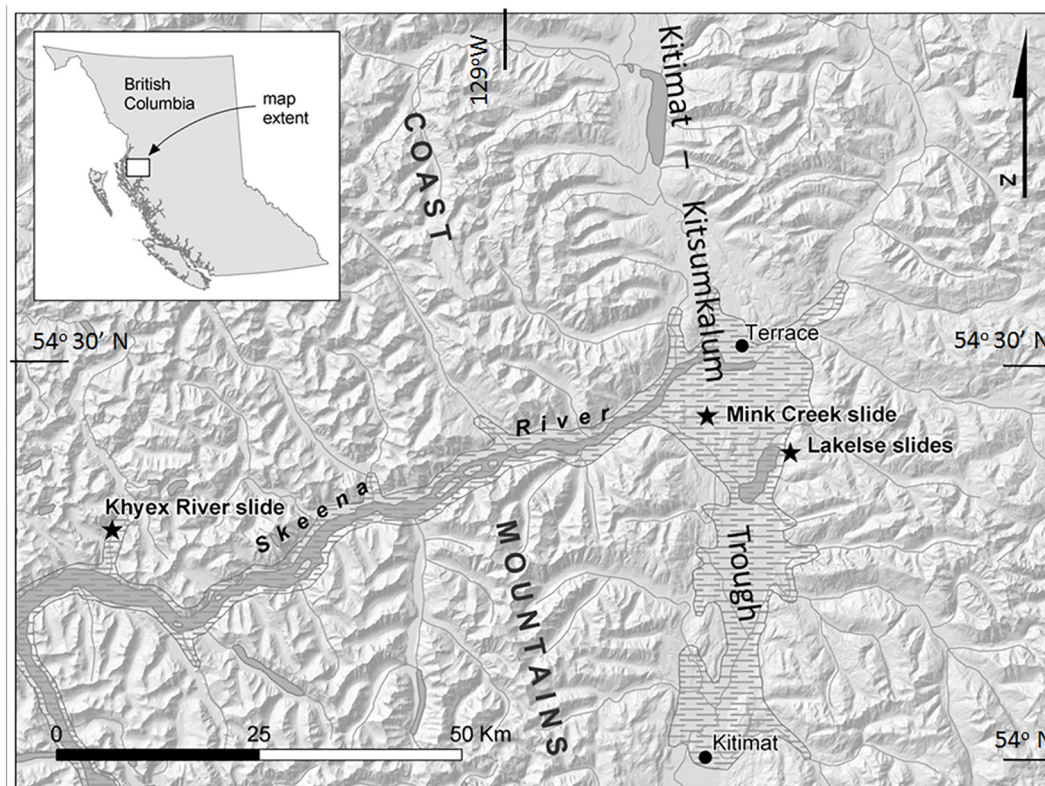 British
Columbia
map
extent
129°W
Kitimat – Kitsumkalum Trough
N
COAST
54° 30' N
54° 30' N
Terrace
Mink Creek slide
Lakelse slides
Skeena River
Khyex River slide
MOUNTAINS
0 25 50 Km
Kitimat
54° N